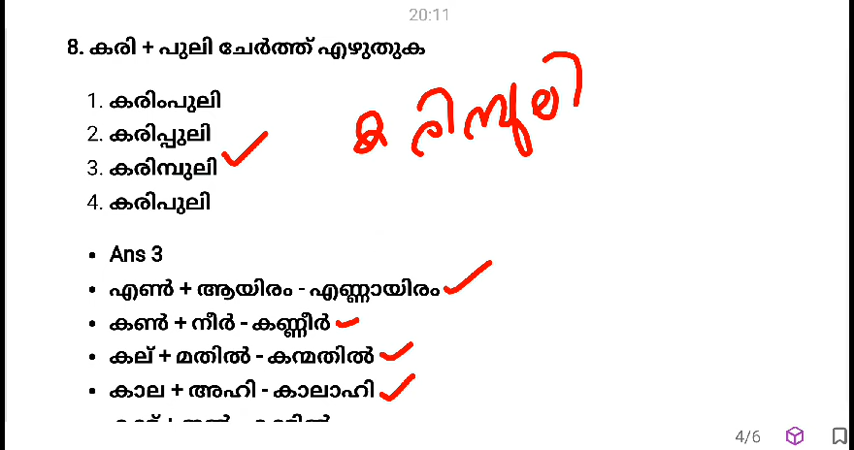 20:11
8. കരി + പുലി ചേർത്ത് എഴുതുക
കരിമ്പുലി
1. കരിംപുലി
2. കരിപ്പുലി
3. കരിമ്പുലി
4. കരിപുലി
• Ans 3
• എൺ + ആയിരം - എണ്ണായിരം
• കൺ + നീർ - കണ്ണീർ
• കല് + മതിൽ - കന്മതിൽ
• കാല + അഹി - കാലാഹി
4/6